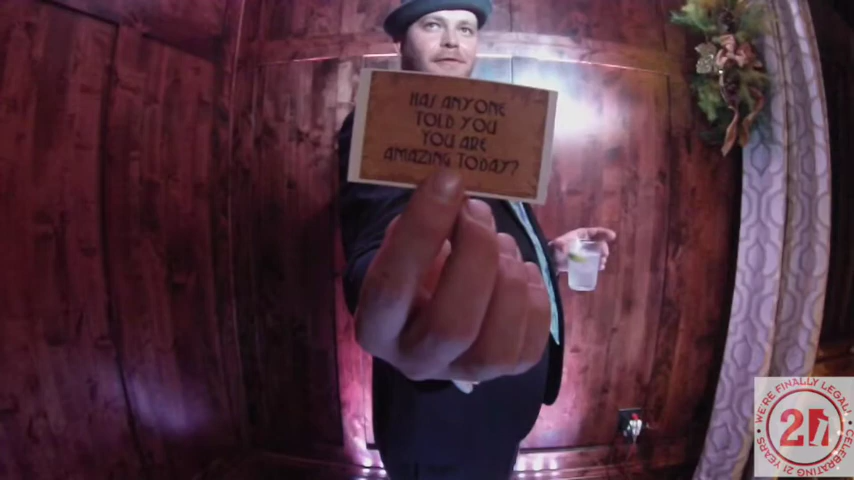 HAS ANYONE
TOLD YOU
YOU ARE
AMAZING TODAY?
WE'RE FINALLY LEGAL!
21
CELEBRATING 21 YEARS